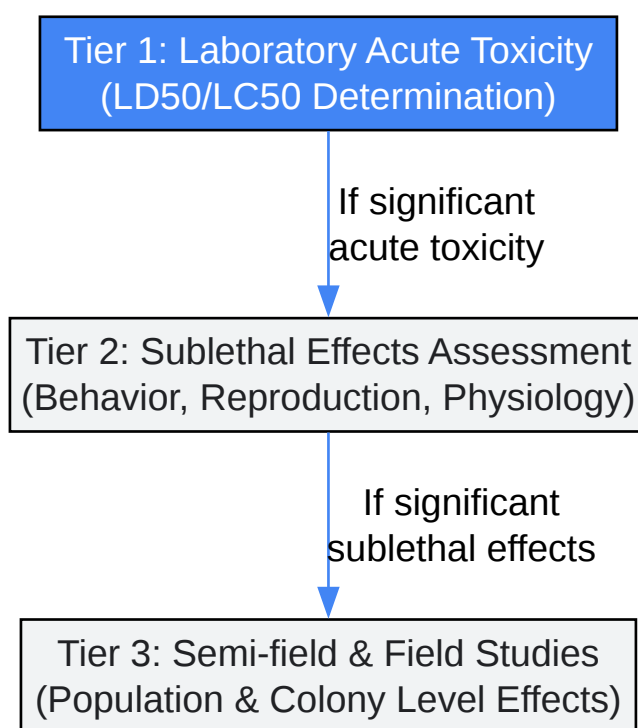 Tier 1: Laboratory Acute Toxicity
(LD50/LC50 Determination)
If significant
acute toxicity
Tier 2: Sublethal Effects Assessment
(Behavior, Reproduction, Physiology)
If significant
sublethal effects
Tier 3: Semi-field & Field Studies
(Population & Colony Level Effects)